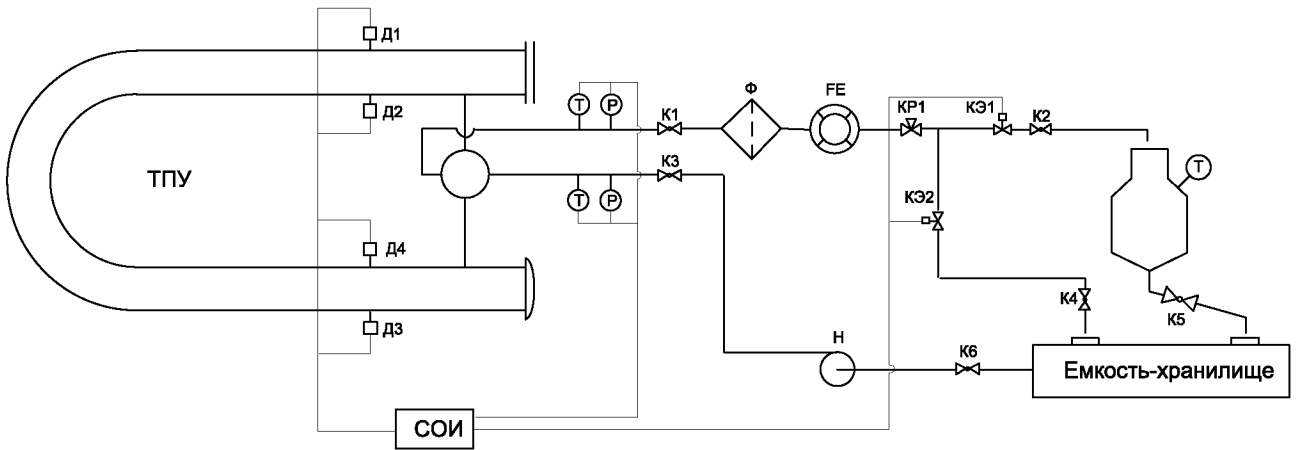 Д1
Д2
ТПУ
Д4
Д3
T
P
К1
Ф
FE
КР1
КЭ1
К2
К3
T
P
T
КЭ2
К4
К5
Н
К6
Емкость-хранилище
СОИ